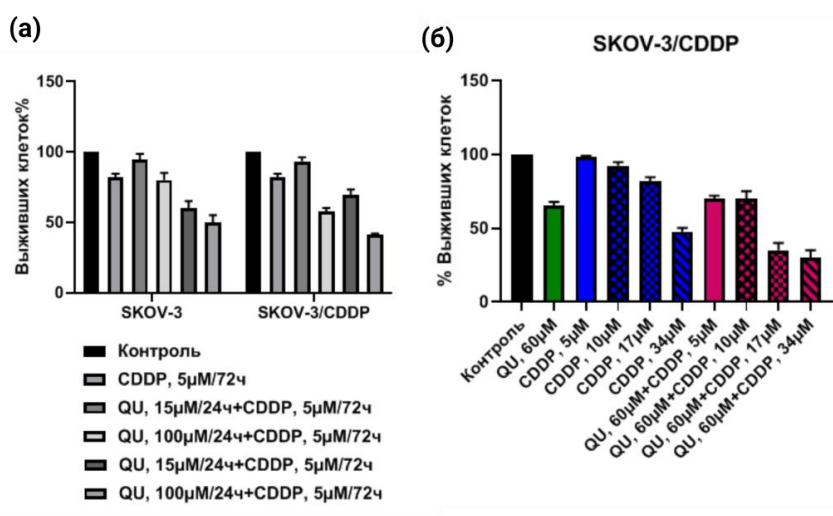 (а)
150
100
50
0
Выживших клеток%
SKOV-3
SKOV-3/CDDP
Контроль
CDDP, 5µM/72ч
QU, 15µM/24ч+CDDP, 5µM/72ч
QU, 100µM/24ч+CDDP, 5µM/72ч
QU, 15µM/24ч+CDDP, 5µM/72ч
QU, 100µM/24ч+CDDP, 5µM/72ч
(б)
SKOV-3/CDDP
150
100
50
0
% Выживших клеток
Контроль
QU, 60µM
CDDP, 5µM
CDDP, 10µM
CDDP, 17µM
CDDP, 34µM
QU, 60µM+CDDP, 5µM
QU, 60µM+CDDP, 10µM
QU, 60µM+CDDP, 17µM
QU, 60µM+CDDP, 34µM